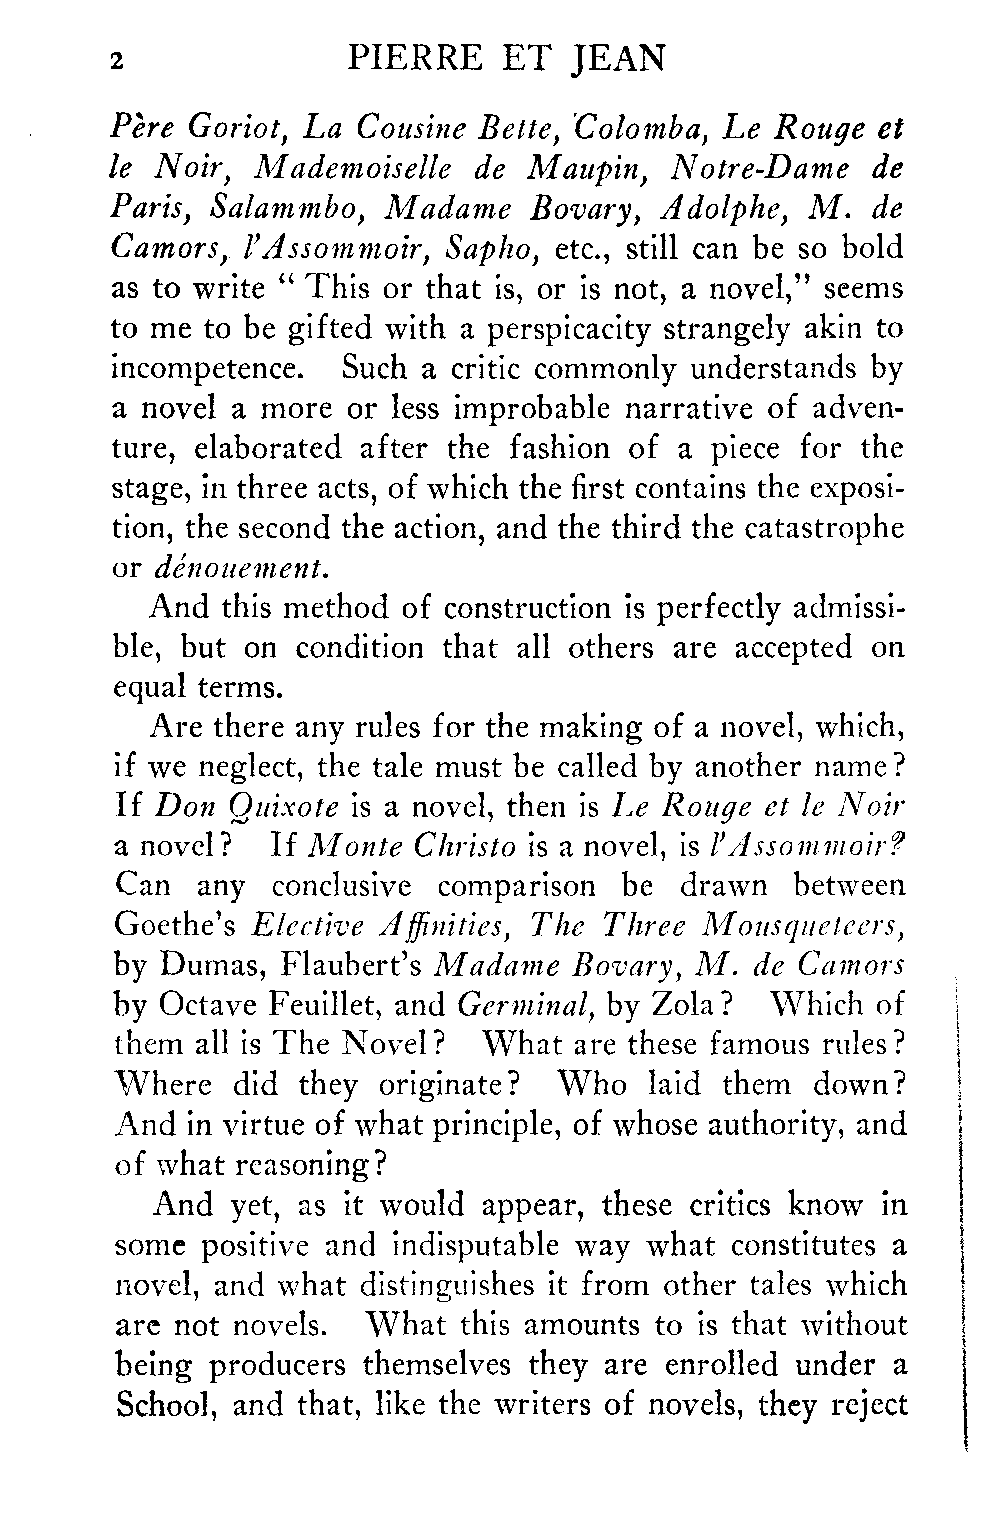 2 PIERRE ET JEAN
Père Goriot, La Cousine Bette, Colomba, Le Rouge et
le Noir, Mademoiselle de Maupin, Notre-Dame de
Paris, Salammbo, Madame Bovary, Adolphe, M. de
Camors, l'Assommoir, Sapho, etc., still can be so bold
as to write “ This or that is, or is not, a novel,” seems
to me to be gifted with a perspicacity strangely akin to
incompetence. Such a critic commonly understands by
a novel a more or less improbable narrative of adven-
ture, elaborated after the fashion of a piece for the
stage, in three acts, of which the first contains the exposi-
tion, the second the action, and the third the catastrophe
or dénouement.
And this method of construction is perfectly admissi-
ble, but on condition that all others are accepted on
equal terms.
Are there any rules for the making of a novel, which,
if we neglect, the tale must be called by another name?
If Don Quixote is a novel, then is Le Rouge et le Noir
a novel? If Monte Christo is a novel, is l'Assommoir?
Can any conclusive comparison be drawn between
Goethe's Elective Affinities, The Three Mousqueteers,
by Dumas, Flaubert's Madame Bovary, M. de Camors
by Octave Feuillet, and Germinal, by Zola? Which of
them all is The Novel? What are these famous rules?
Where did they originate? Who laid them down?
And in virtue of what principle, of whose authority, and
of what reasoning?
And yet, as it would appear, these critics know in
some positive and indisputable way what constitutes a
novel, and what distinguishes it from other tales which
are not novels. What this amounts to is that without
being producers themselves they are enrolled under a
School, and that, like the writers of novels, they reject